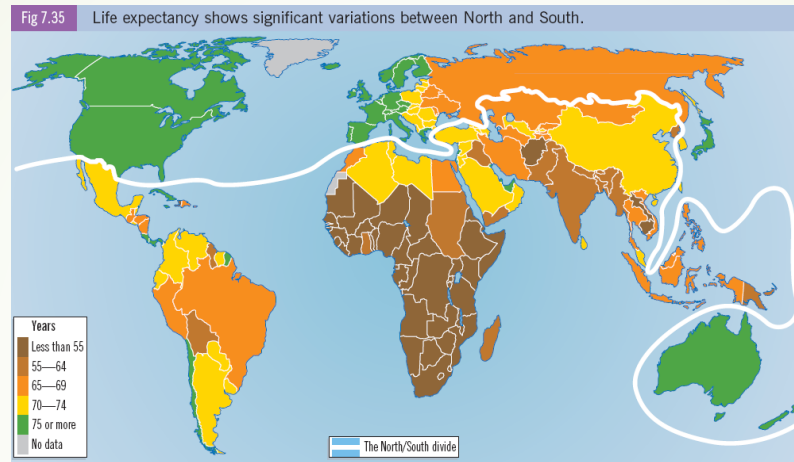 Fig 7.35
Life expectancy shows significant variations between North and South.
Years
Less than 55
55—64
65—69
70—74
75 or more
No data
The North/South divide